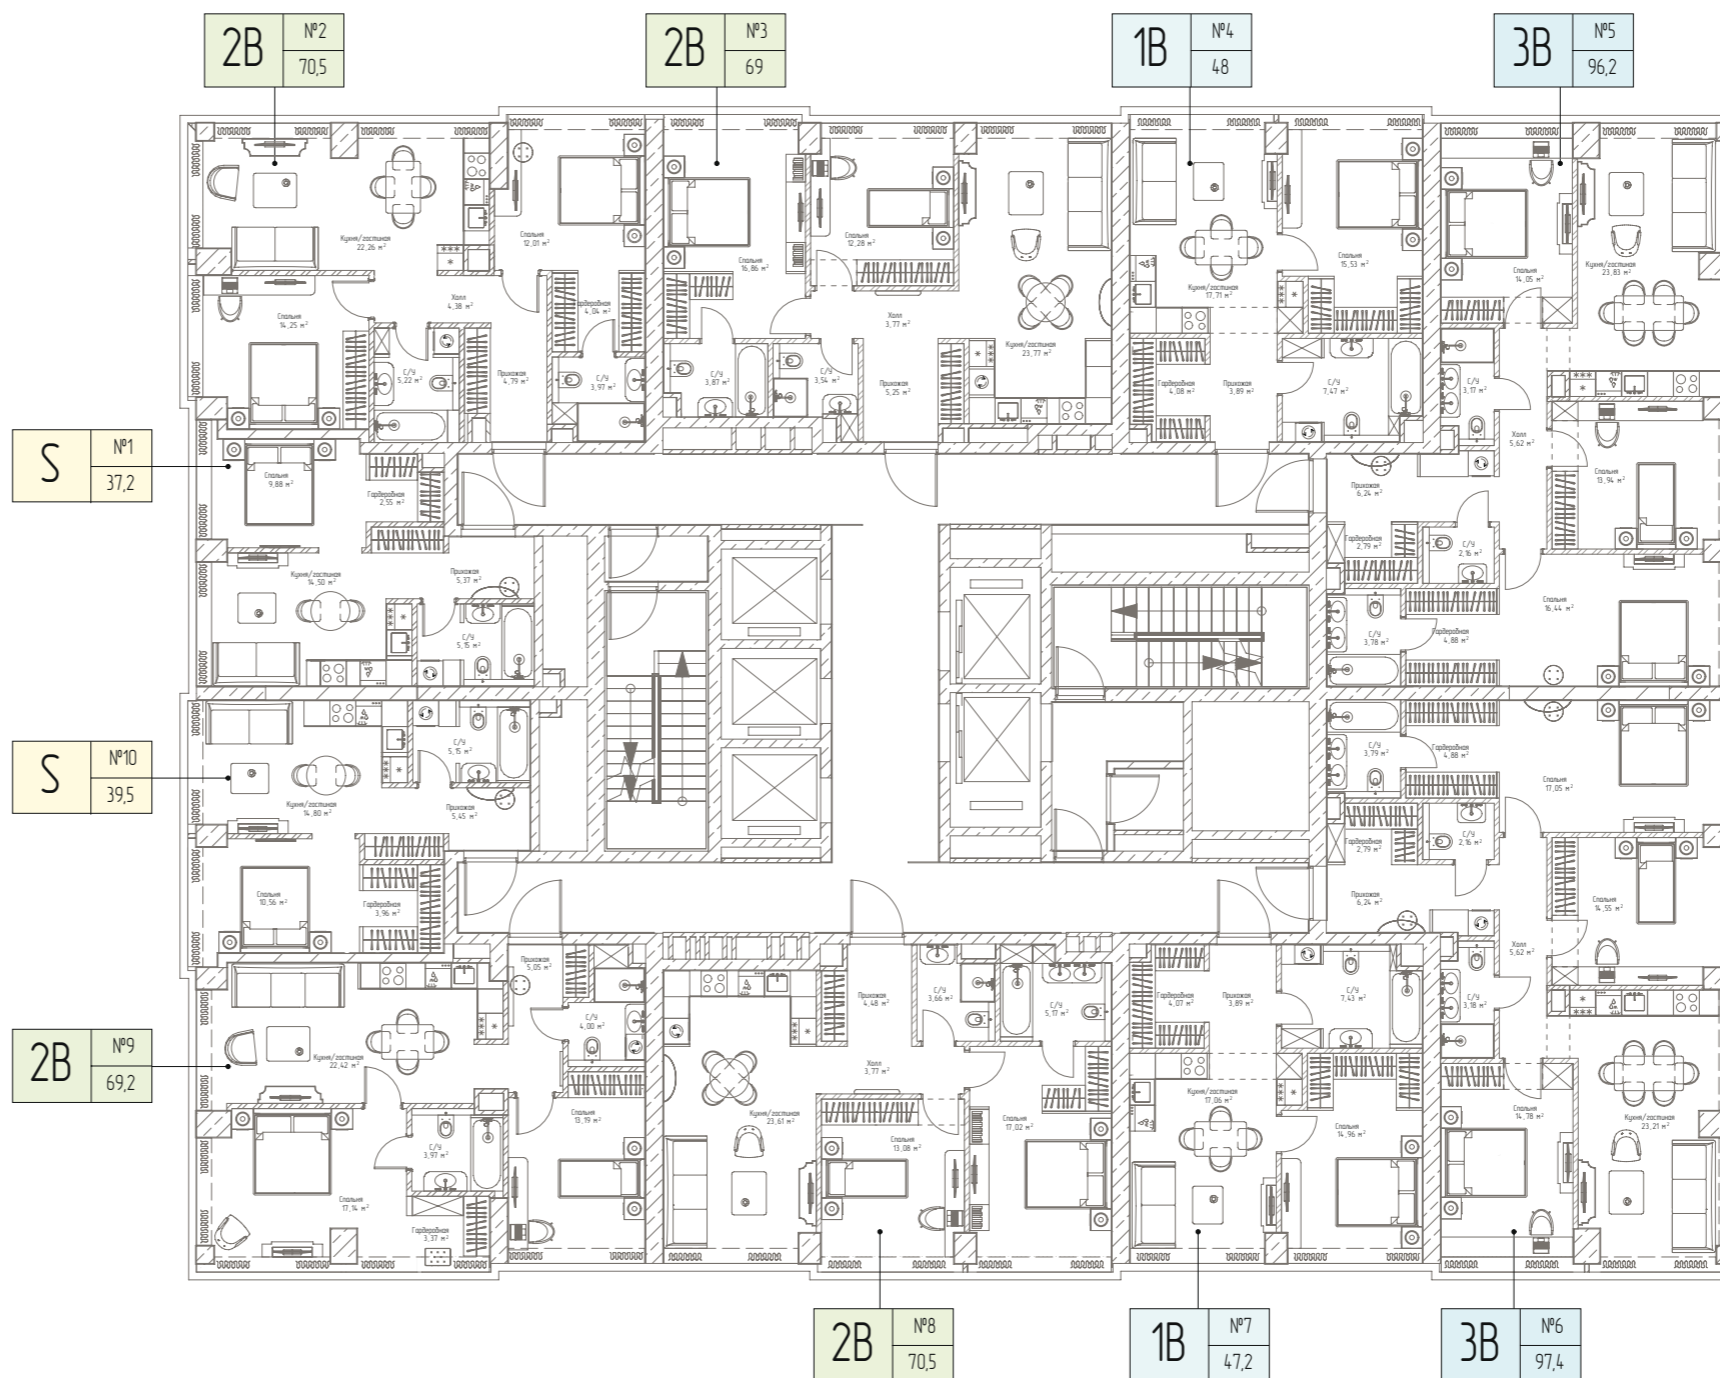 2B
№2
70,5
2B
№3
69
1B
№4
48
3B
№5
96,2
Кухня/гостиная
22,26 м²
Спальня
12,01 м²
Спальня
14,25 м²
Холл
4,38 м²
Гардеробная
4,04 м²
С/У
5,22 м²
Прихожая
4,79 м²
С/У
3,97 м²
Спальня
16,86 м²
Спальня
12,28 м²
Холл
3,77 м²
Кухня/гостиная
23,77 м²
С/У
3,87 м²
С/У
3,54 м²
Прихожая
5,25 м²
Кухня/гостиная
17,71 м²
Спальня
15,53 м²
Гардеробная
4,08 м²
Прихожая
3,89 м²
С/У
7,47 м²
Спальня
14,05 м²
Кухня/гостиная
23,83 м²
С/У
3,17 м²
Холл
5,62 м²
Спальня
13,94 м²
Прихожая
6,24 м²
Гардеробная
2,79 м²
С/У
2,16 м²
Спальня
16,44 м²
С/У
3,78 м²
Гардеробная
4,88 м²
S
№1
37,2
Спальня
9,88 м²
Гардеробная
2,55 м²
Кухня/гостиная
14,50 м²
Прихожая
5,37 м²
С/У
5,15 м²
S
№10
39,5
С/У
5,15 м²
Кухня/гостиная
14,80 м²
Прихожая
5,45 м²
Спальня
10,56 м²
Гардеробная
3,96 м²
С/У
3,79 м²
Гардеробная
4,88 м²
Спальня
17,05 м²
Гардеробная
2,79 м²
С/У
2,16 м²
Прихожая
6,24 м²
Спальня
14,55 м²
Холл
5,62 м²
С/У
3,18 м²
Спальня
14,78 м²
Кухня/гостиная
23,21 м²
2B
№9
69,2
Прихожая
5,05 м²
С/У
4,00 м²
Кухня/гостиная
22,42 м²
Спальня
13,19 м²
С/У
3,97 м²
Спальня
17,14 м²
Гардеробная
3,37 м²
Прихожая
4,48 м²
С/У
3,66 м²
С/У
5,17 м²
Холл
3,77 м²
Кухня/гостиная
23,61 м²
Спальня
13,08 м²
Спальня
17,02 м²
Гардеробная
4,07 м²
Прихожая
3,89 м²
С/У
7,43 м²
Кухня/гостиная
17,06 м²
Спальня
14,96 м²
2B
№8
70,5
1B
№7
47,2
3B
№6
97,4